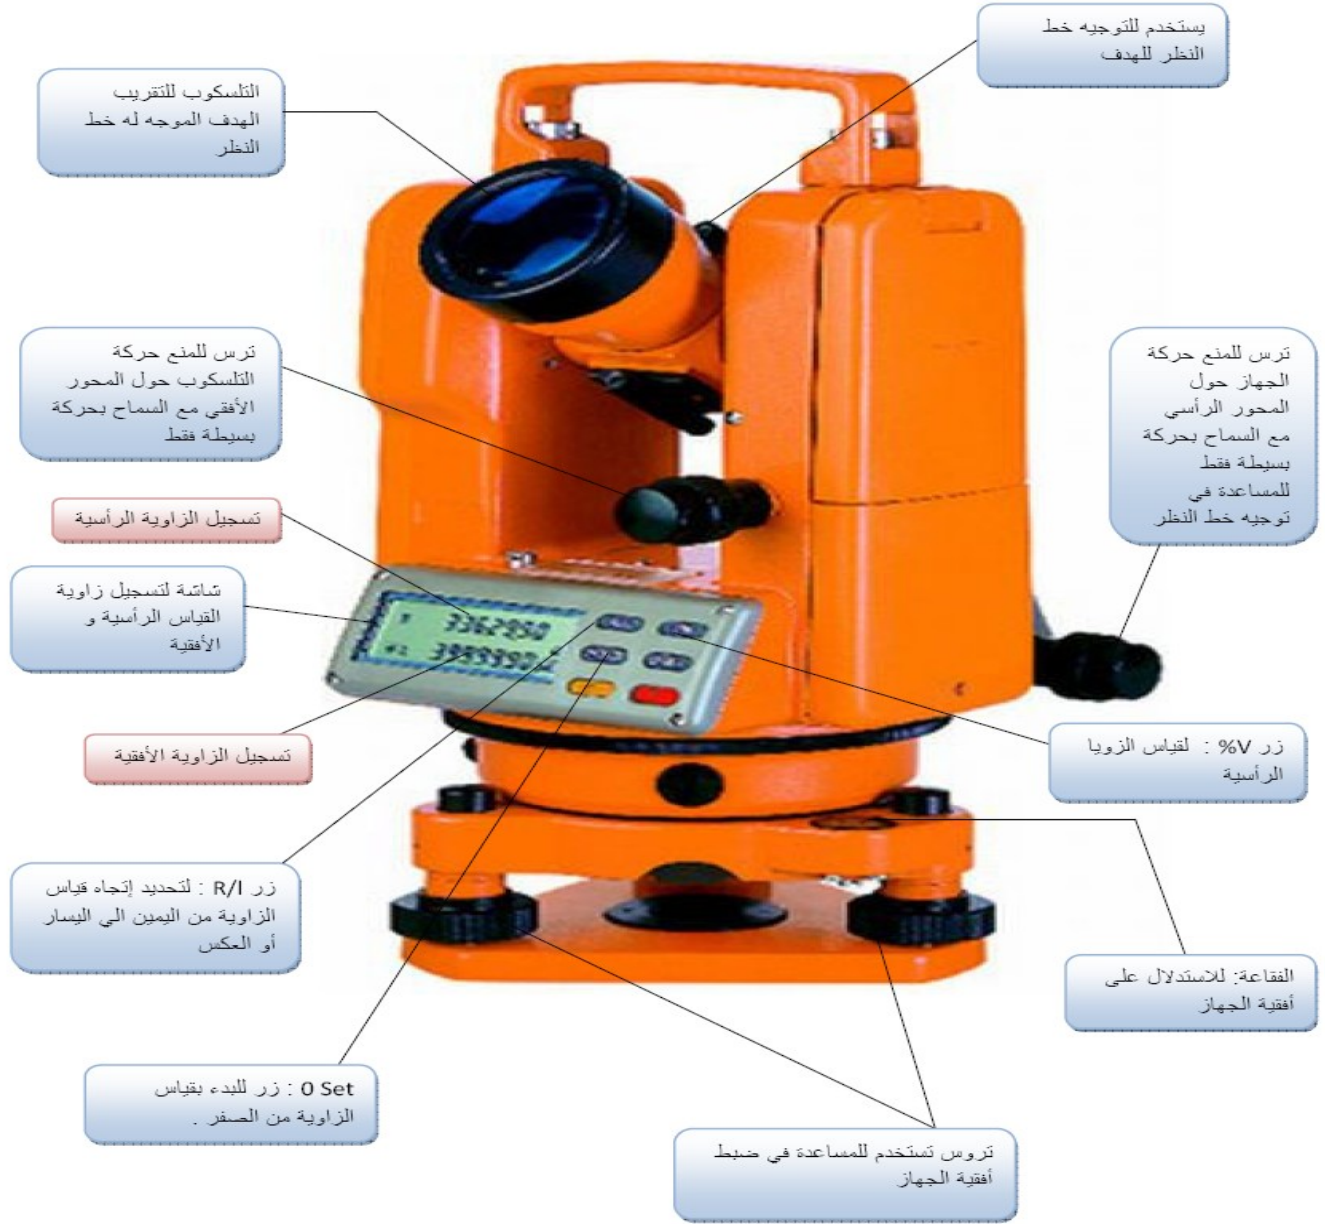 يستخدم للتوجيه خط
النظر للهدف
التلسكوب للتقريب
الهدف الموجه له خط
النظر
ترس للمنع حركة
التلسكوب حول المحور
الأفقي مع السماح بحركة
بسيطة فقط
ترس للمنع حركة
الجهاز حول
المحور الرأسي
مع السماح بحركة
بسيطة فقط
للمساعدة في
توجيه خط النظر
تسجيل الزاوية الرأسية
شاشة لتسجيل زاوية
القياس الرأسية و
الأفقية
تسجيل الزاوية الأفقية
زر V% : لقياس الزويا
الرأسية
زر R/l : لتحديد إتجاه قياس
الزاوية من اليمين الي اليسار
أو العكس
الفقاعة: للاستدلال على
أفقية الجهاز
0 Set : زر للبدء بقياس
الزاوية من الصفر .
تروس تستخدم للمساعدة في ضبط
أفقية الجهاز